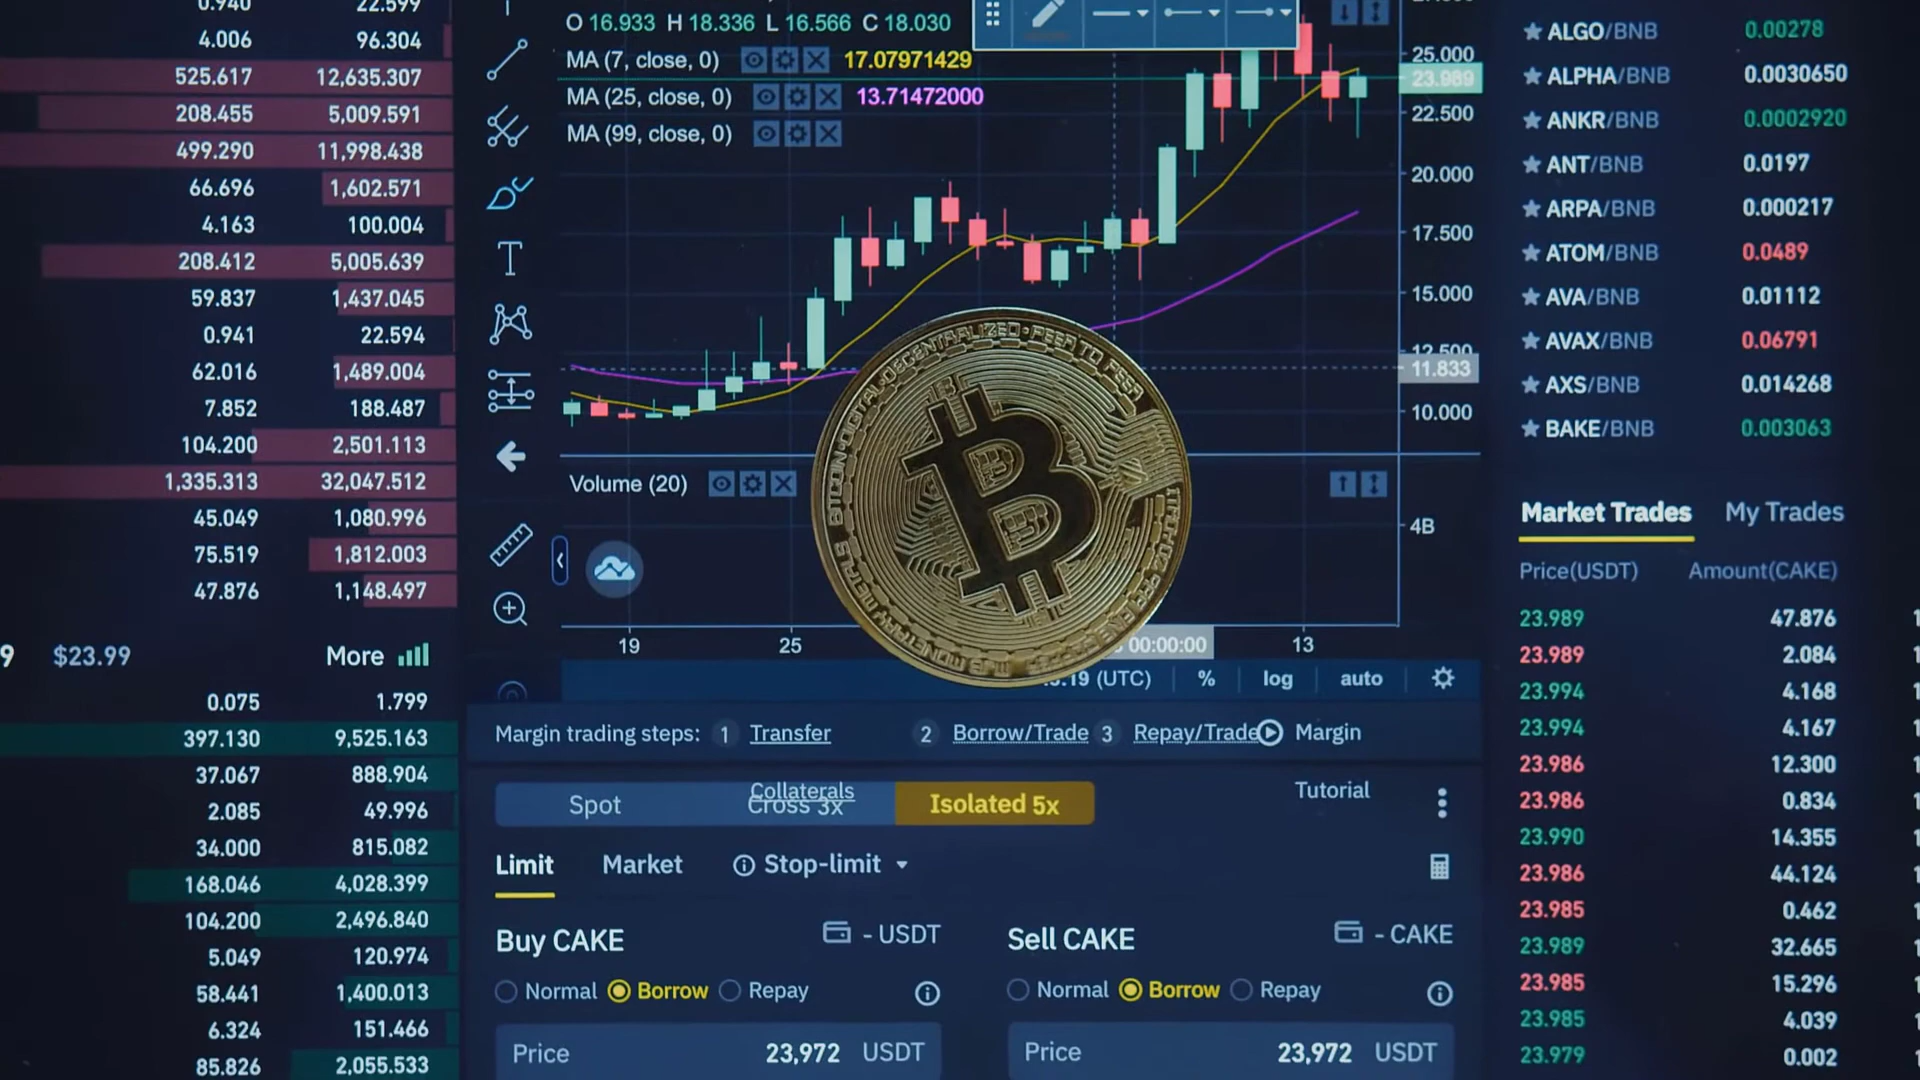 0.940 22.599
4.006 96.304
525.617 12,635.307
208.455 5,009.591
499.290 11,998.438
66.696 1,602.571
4.163 100.004
208.412 5,005.639
59.837 1,437.045
0.941 22.594
62.016 1,489.004
7.852 188.487
104.200 2,501.113
1,335.313 32,047.512
45.049 1,080.996
75.519 1,812.003
47.876 1,148.497
9 $23.99 More
0.075 1.799
397.130 9,525.163
37.067 888.904
2.085 49.996
34.000 815.082
168.046 4,028.399
104.200 2,496.840
5.049 120.974
58.441 1,400.013
6.324 151.466
85.826 2,055.533
O 16.933 H 18.336 L 16.566 C 18.030
MA (7, close, 0) 17.07971429
MA (25, close, 0) 13.71472000
MA (99, close, 0)
25.000
23.989
22.500
20.000
17.500
15.000
12.500
11.833
10.000
Volume (20)
4B
19 25 00:00:00 13
DECENTRALIZED • PEER TO PEER
BITCOIN • DIGITAL
B
:19 (UTC) % log auto
Margin trading steps: 1 Transfer 2 Borrow/Trade 3 Repay/Trade Margin
Collaterals Tutorial
Spot Cross 3x Isolated 5x
Limit Market Stop-limit
Buy CAKE - USDT
Normal Borrow Repay
Price 23,972 USDT
Sell CAKE - CAKE
Normal Borrow Repay
Price 23,972 USDT
ALGO/BNB 0.00278
ALPHA/BNB 0.0030650
ANKR/BNB 0.0002920
ANT/BNB 0.0197
ARPA/BNB 0.000217
ATOM/BNB 0.0489
AVA/BNB 0.01112
AVAX/BNB 0.06791
AXS/BNB 0.014268
BAKE/BNB 0.003063
Market Trades My Trades
Price(USDT) Amount(CAKE)
23.989 47.876
23.989 2.084
23.994 4.168
23.994 4.167
23.986 12.300
23.986 0.834
23.990 14.355
23.986 44.124
23.985 0.462
23.989 32.665
23.985 15.296
23.985 4.039
23.979 0.002